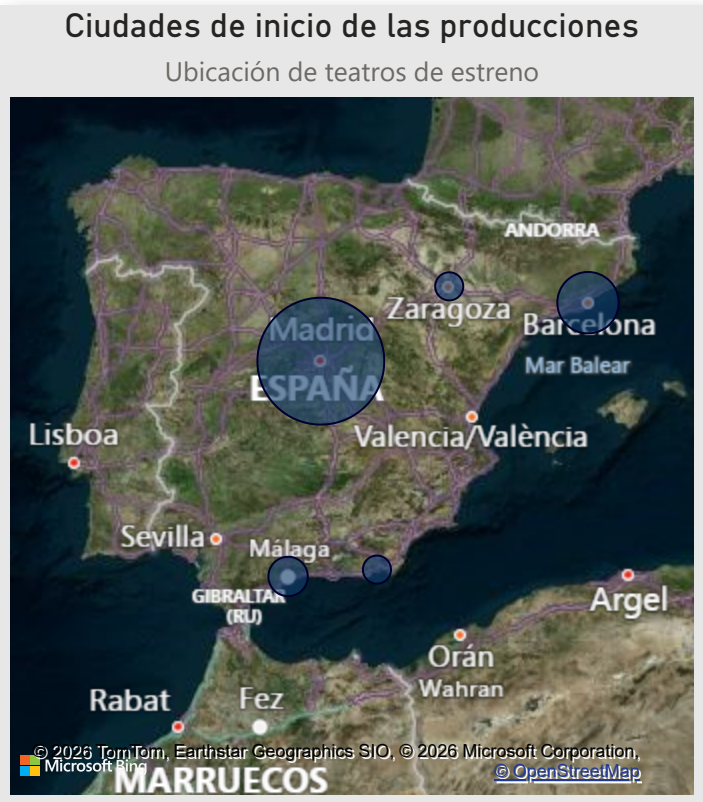 Ciudades de inicio de las producciones
Ubicación de teatros de estreno
ANDORRA
Zaragoza
Barcelona
Madrid
ESPAÑA
Mar Balear
Lisboa
Valencia/València
Sevilla
Málaga
GIBRALTAR
(RU)
Argel
Orán
Wahran
Rabat
Fez
© 2026 TomTom, Earthstar Geographics SIO, © 2026 Microsoft Corporation,
Microsoft Bing
© OpenStreetMap
MARRUECOS